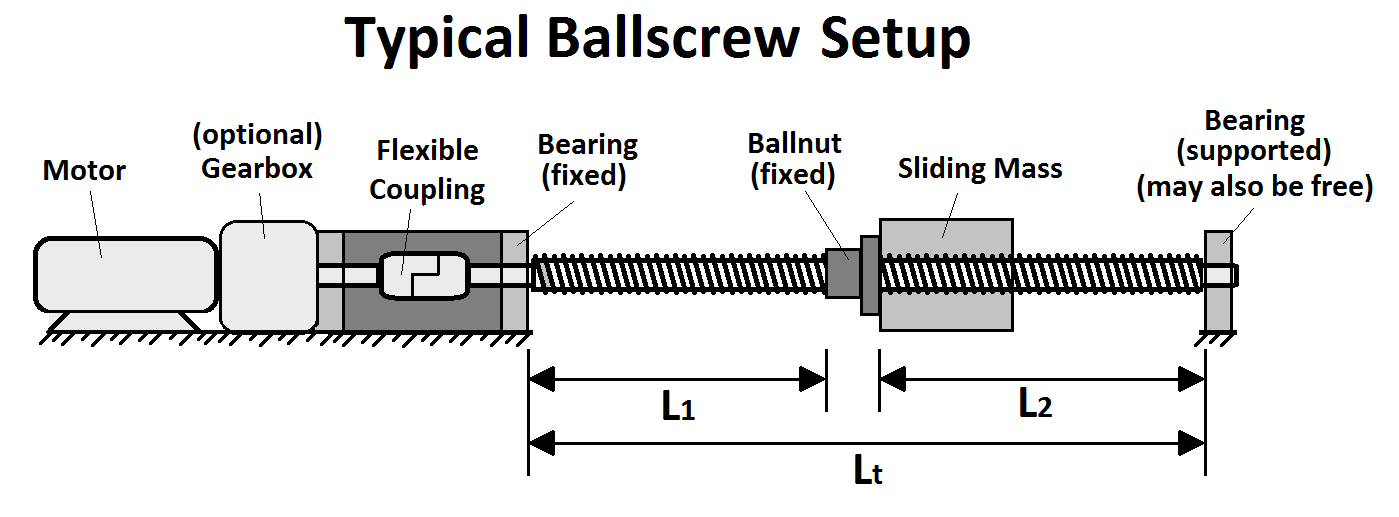 Typical Ballscrew Setup
Motor
(optional)
Gearbox
Flexible
Coupling
Bearing
(fixed)
Ballnut
(fixed)
Sliding Mass
Bearing
(supported)
(may also be free)
L1
L2
Lt